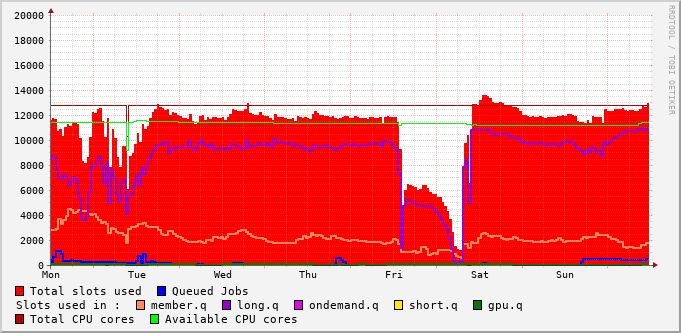 20000
18000
16000
14000
12000
10000
8000
6000
4000
2000
0
Mon Tue Wed Thu Fri Sat Sun
Total slots used Queued Jobs
Slots used in : member.q long.q ondemand.q short.q gpu.q
Total CPU cores Available CPU cores
RRDTOOL / TOBI OETIKER